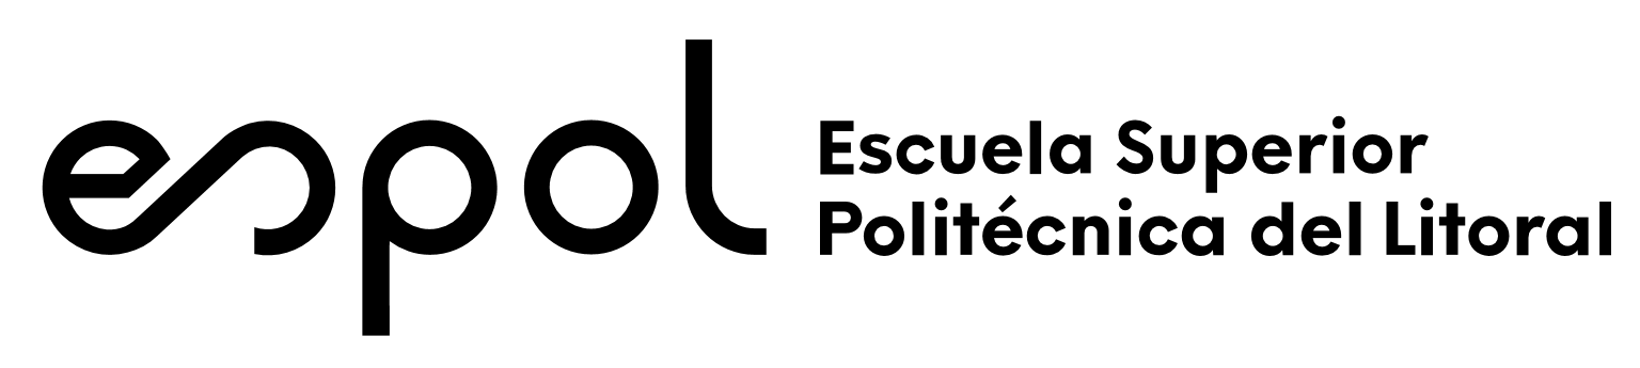 espol
Escuela Superior
Politécnica del Litoral